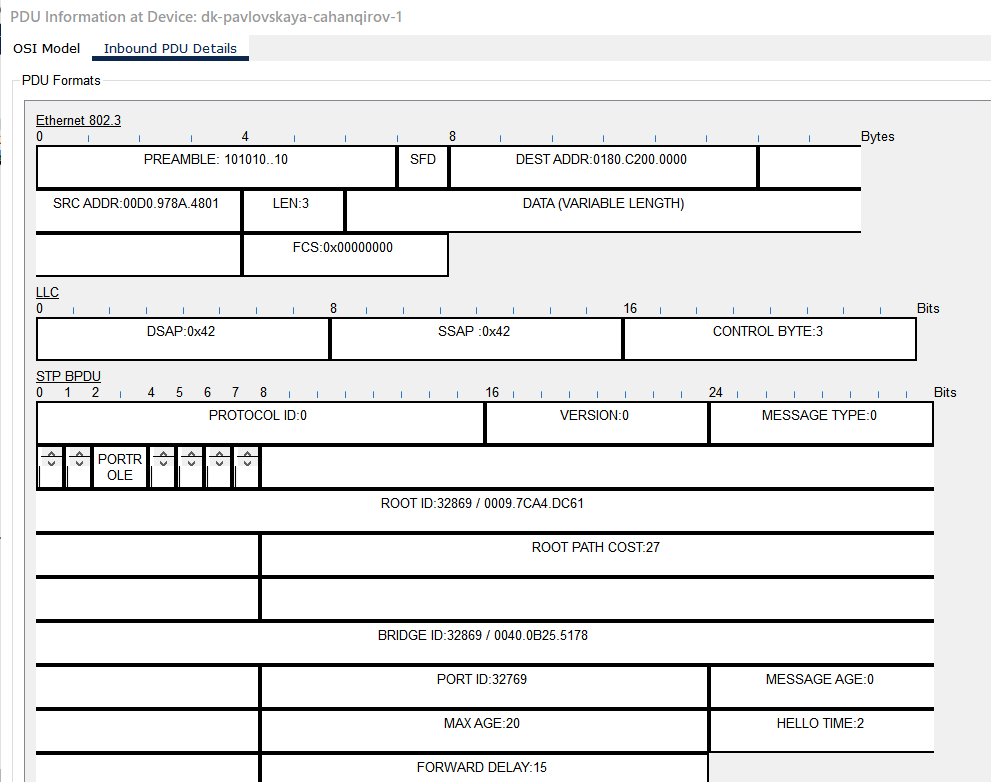 PDU Information at Device: dk-pavlovskaya-cahanqirov-1
OSI Model Inbound PDU Details
PDU Formats
Ethernet 802.3
0 4 8 Bytes
PREAMBLE: 101010..10 SFD DEST ADDR:0180.C200.0000
SRC ADDR:00D0.978A.4801 LEN:3 DATA (VARIABLE LENGTH)
FCS:0x00000000
LLC
0 8 16 Bits
DSAP:0x42 SSAP :0x42 CONTROL BYTE:3
STP BPDU
0 1 2 4 5 6 7 8 16 24 Bits
PROTOCOL ID:0 VERSION:0 MESSAGE TYPE:0
PORTR
OLE
ROOT ID:32869 / 0009.7CA4.DC61
ROOT PATH COST:27
BRIDGE ID:32869 / 0040.0B25.5178
PORT ID:32769 MESSAGE AGE:0
MAX AGE:20 HELLO TIME:2
FORWARD DELAY:15